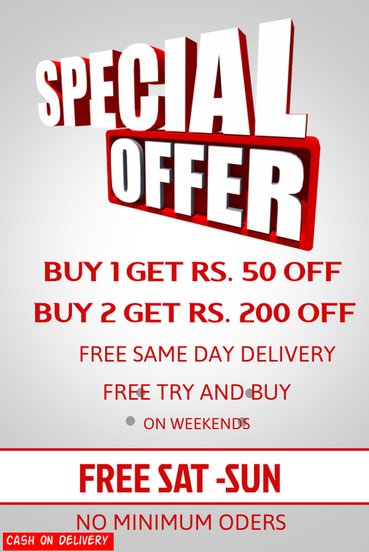 SPECIAL
OFFER
BUY 1 GET RS. 50 OFF
BUY 2 GET RS. 200 OFF
FREE SAME DAY DELIVERY
FREE TRY AND BUY
ON WEEKENDS
FREE SAT -SUN
NO MINIMUM ODERS
CASH ON DELIVERY